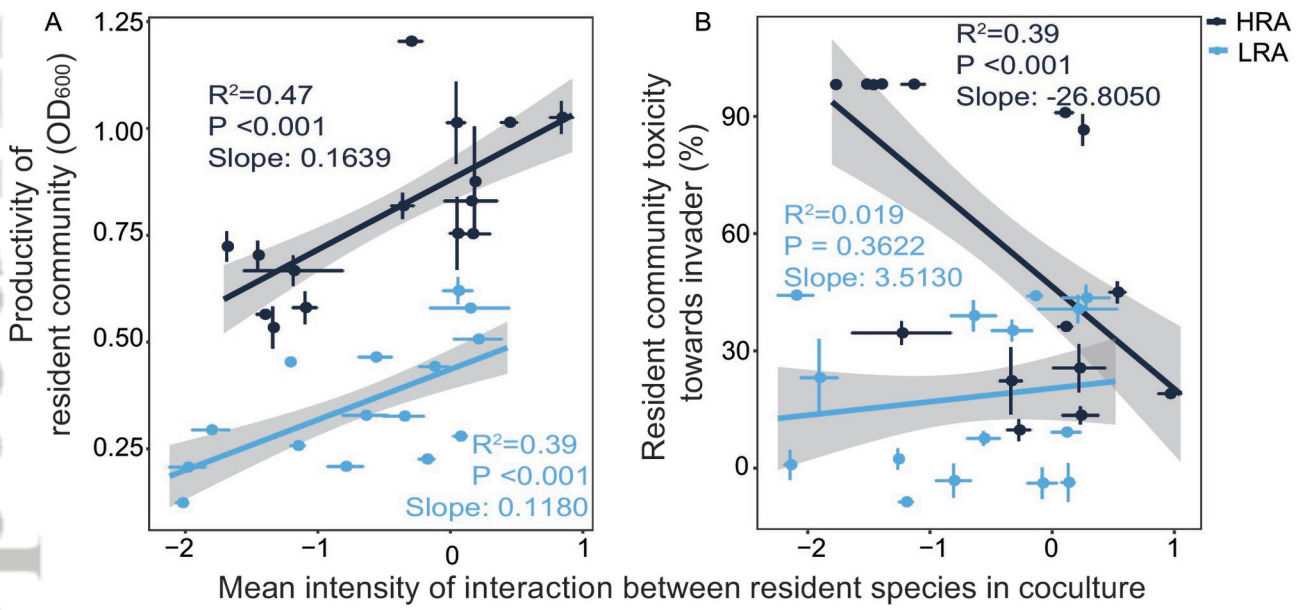 A
B
HRA
LRA
Productivity of
resident community (OD600)
1.25
1.00
0.75
0.50
0.25
R²=0.47
P <0.001
Slope: 0.1639
R²=0.39
P <0.001
Slope: 0.1180
−2
−1
0
1
Resident community toxicity
towards invader (%)
90
60
30
0
R²=0.39
P <0.001
Slope: -26.8050
R²=0.019
P = 0.3622
Slope: 3.5130
−2
−1
0
1
Mean intensity of interaction between resident species in coculture